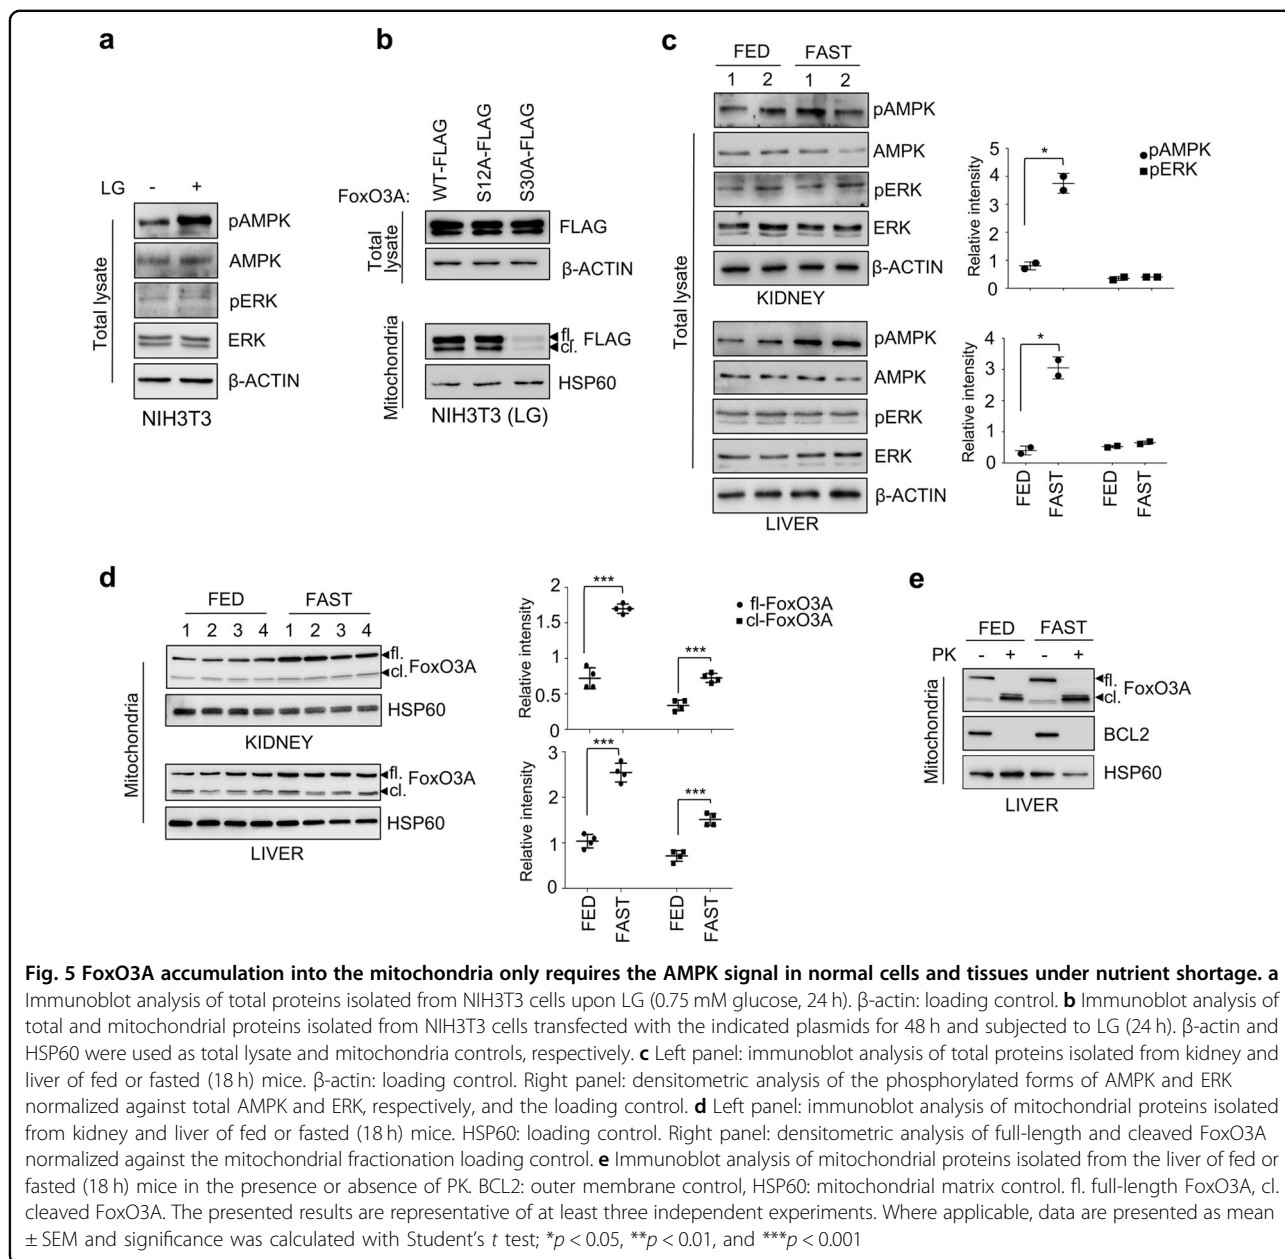 a
LG - +
pAMPK
AMPK
pERK
ERK
β-ACTIN
Total lysate
NIH3T3
b
FoxO3A: WT-FLAG S12A-FLAG S30A-FLAG
Total lysate
FLAG
β-ACTIN
Mitochondria
fl. FLAG
cl.
HSP60
NIH3T3 (LG)
c
FED FAST
1 2 1 2
Total lysate
pAMPK
AMPK
pERK
ERK
β-ACTIN
KIDNEY
pAMPK
AMPK
pERK
ERK
β-ACTIN
LIVER
Relative intensity
5
4
3
2
1
0
*
pAMPK
pERK
Relative intensity
4
3
2
1
0
*
FED FAST FED FAST
d
FED FAST
1 2 3 4 1 2 3 4
Mitochondria
fl. FoxO3A
cl.
HSP60
KIDNEY
fl. FoxO3A
cl.
HSP60
LIVER
Relative intensity
2
1.5
1
0.5
0
*** ***
fl-FoxO3A
cl-FoxO3A
Relative intensity
3
2
1
0
*** ***
FED FAST FED FAST
e
FED FAST
PK - + - +
Mitochondria
fl. FoxO3A
cl.
BCL2
HSP60
LIVER
Fig. 5 FoxO3A accumulation into the mitochondria only requires the AMPK signal in normal cells and tissues under nutrient shortage. a
Immunoblot analysis of total proteins isolated from NIH3T3 cells upon LG (0.75 mM glucose, 24 h). β-actin: loading control. b Immunoblot analysis of
total and mitochondrial proteins isolated from NIH3T3 cells transfected with the indicated plasmids for 48 h and subjected to LG (24 h). β-actin and
HSP60 were used as total lysate and mitochondria controls, respectively. c Left panel: immunoblot analysis of total proteins isolated from kidney and
liver of fed or fasted (18 h) mice. β-actin: loading control. Right panel: densitometric analysis of the phosphorylated forms of AMPK and ERK
normalized against total AMPK and ERK, respectively, and the loading control. d Left panel: immunoblot analysis of mitochondrial proteins isolated
from kidney and liver of fed or fasted (18 h) mice. HSP60: loading control. Right panel: densitometric analysis of full-length and cleaved FoxO3A
normalized against the mitochondrial fractionation loading control. e Immunoblot analysis of mitochondrial proteins isolated from the liver of fed or
fasted (18 h) mice in the presence or absence of PK. BCL2: outer membrane control, HSP60: mitochondrial matrix control. fl. full-length FoxO3A, cl.
cleaved FoxO3A. The presented results are representative of at least three independent experiments. Where applicable, data are presented as mean
± SEM and significance was calculated with Student's t test; *p < 0.05, **p < 0.01, and ***p < 0.001